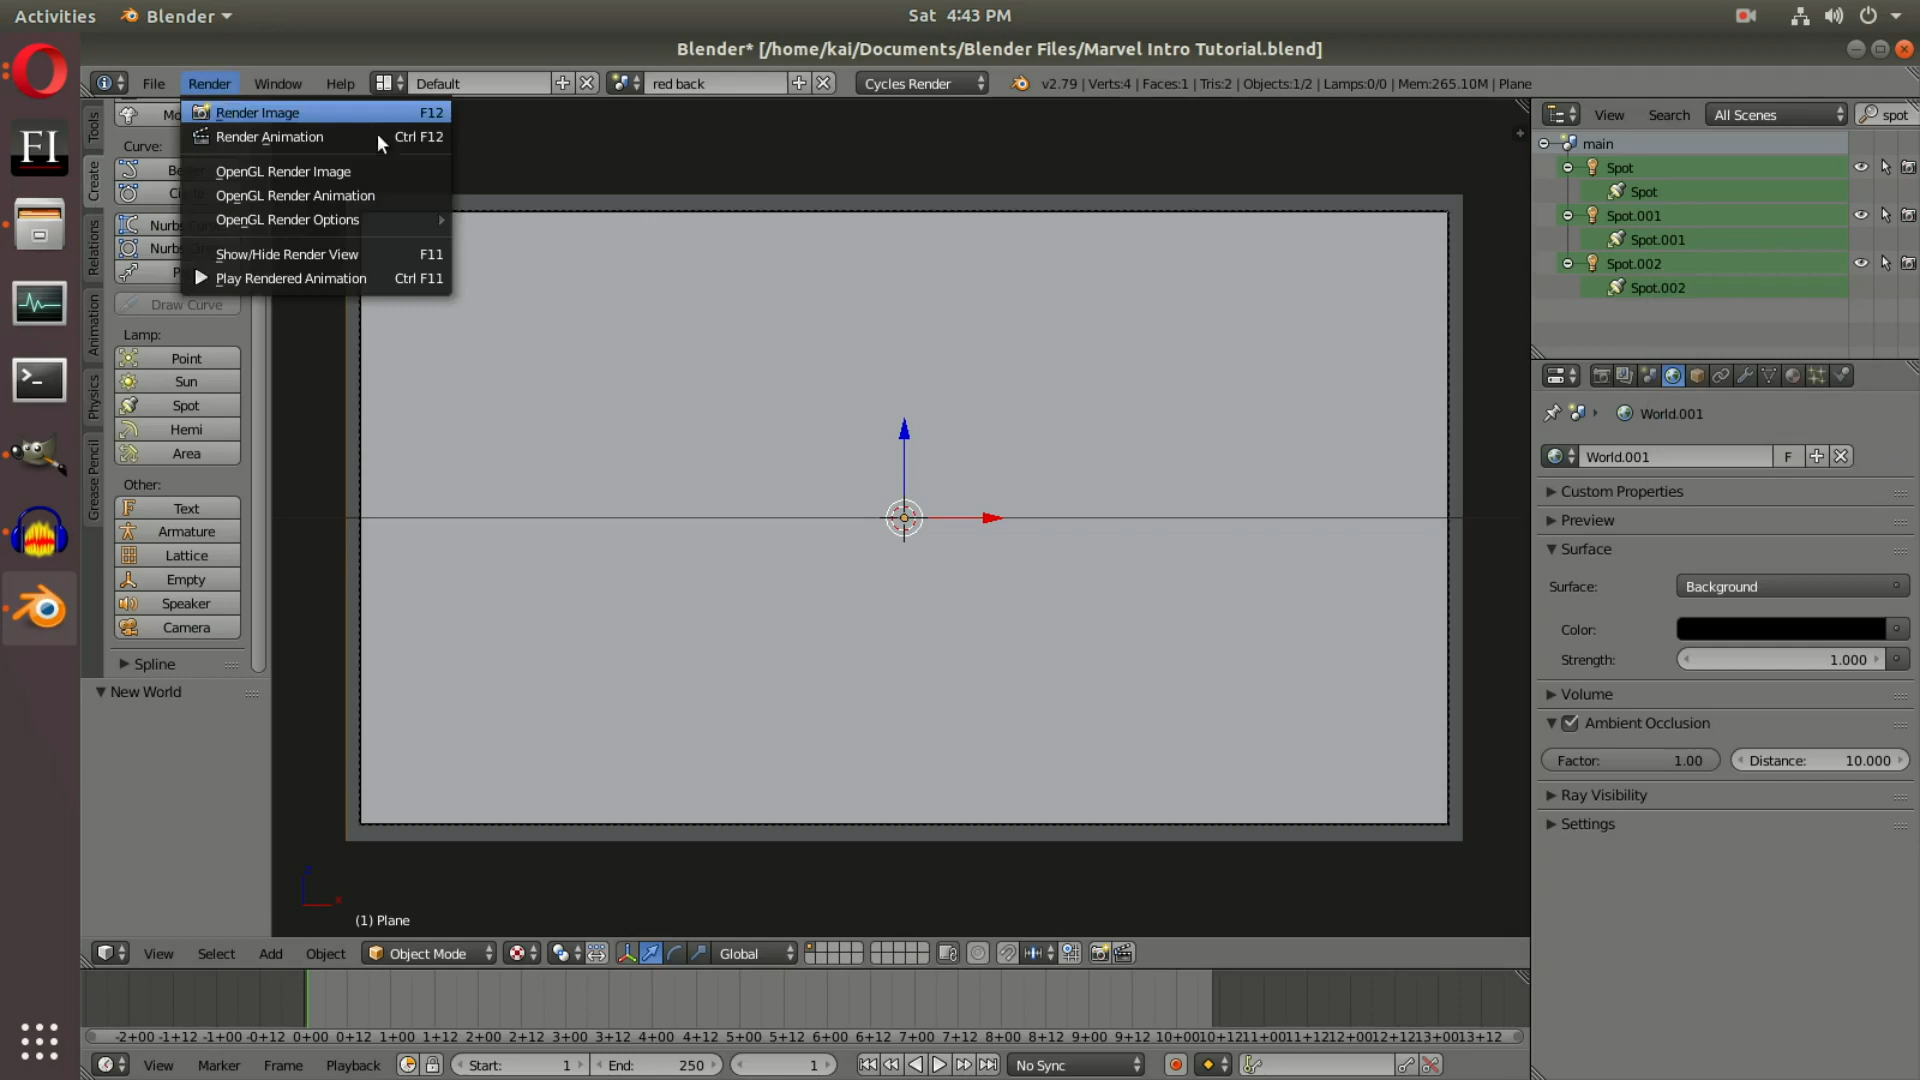 Activities Blender Sat 4:43 PM
Blender* [/home/kai/Documents/Blender Files/Marvel Intro Tutorial.blend]
File Render Window Help Default red back Cycles Render v2.79 | Verts:4 | Faces:1 | Tris:2 | Objects:1/2 | Lamps:0/0 | Mem:265.10M | Plane
Render Image F12
Render Animation Ctrl F12
OpenGL Render Image
OpenGL Render Animation
OpenGL Render Options
Show/Hide Render View F11
Play Rendered Animation Ctrl F11
Tools
Create
Relations
Animation
Physics
Grease Pencil
Curve:
Nurbs
Nurbs
Draw Curve
Lamp:
Point
Sun
Spot
Hemi
Area
Other:
Text
Armature
Lattice
Empty
Speaker
Camera
Spline
New World
FI
(1) Plane
View Search All Scenes spot
main
Spot
Spot
Spot.001
Spot.001
Spot.002
Spot.002
World.001
World.001 F
Custom Properties
Preview
Surface
Surface: Background
Color:
Strength: 1.000
Volume
Ambient Occlusion
Factor: 1.00 Distance: 10.000
Ray Visibility
Settings
View Select Add Object Object Mode Global
-2+00 -1+12 -1+00 -0+12 0+00 0+12 1+00 1+12 2+00 2+12 3+00 3+12 4+00 4+12 5+00 5+12 6+00 6+12 7+00 7+12 8+00 8+12 9+00 9+12 10+00 10+12 11+00 11+12 12+00 12+12 13+00 13+12
View Marker Frame Playback Start: 1 End: 250 1 No Sync